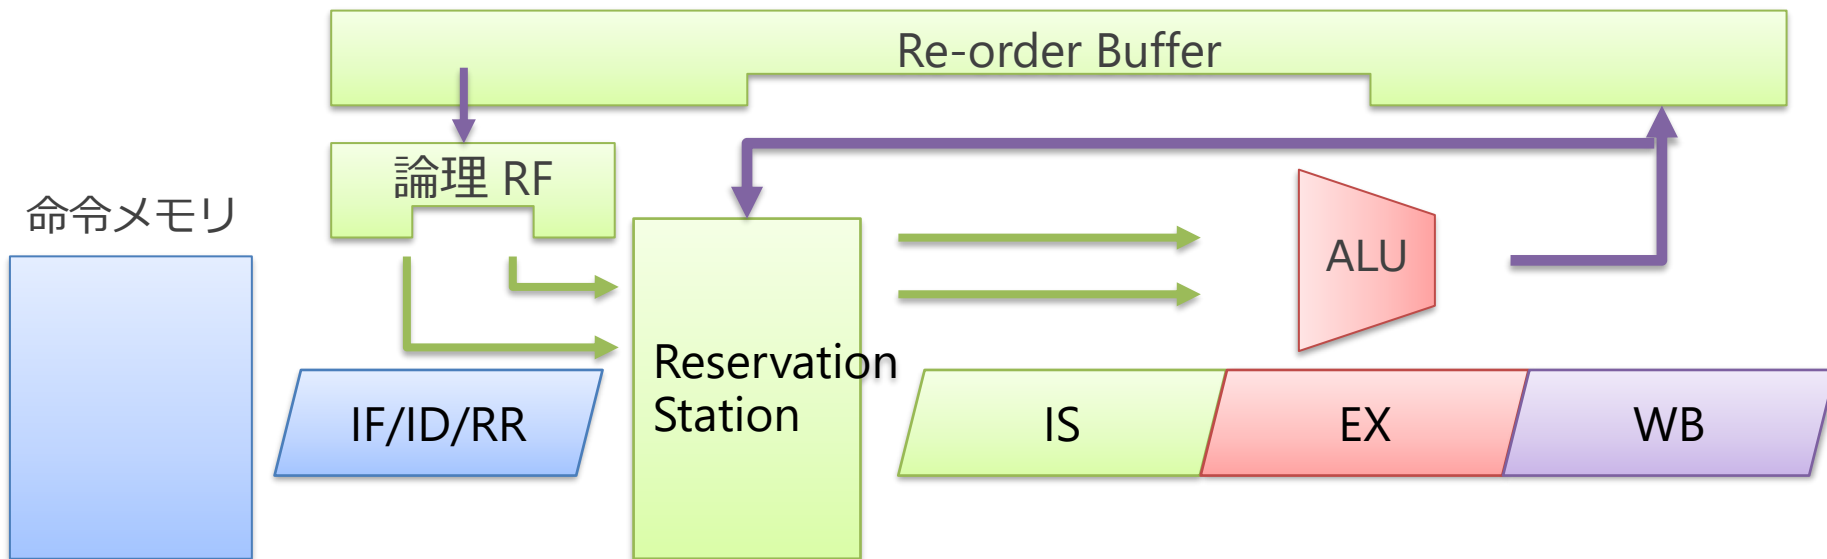 Re-order Buffer
論理 RF
命令メモリ
ALU
Reservation
Station
IF/ID/RR
IS
EX
WB